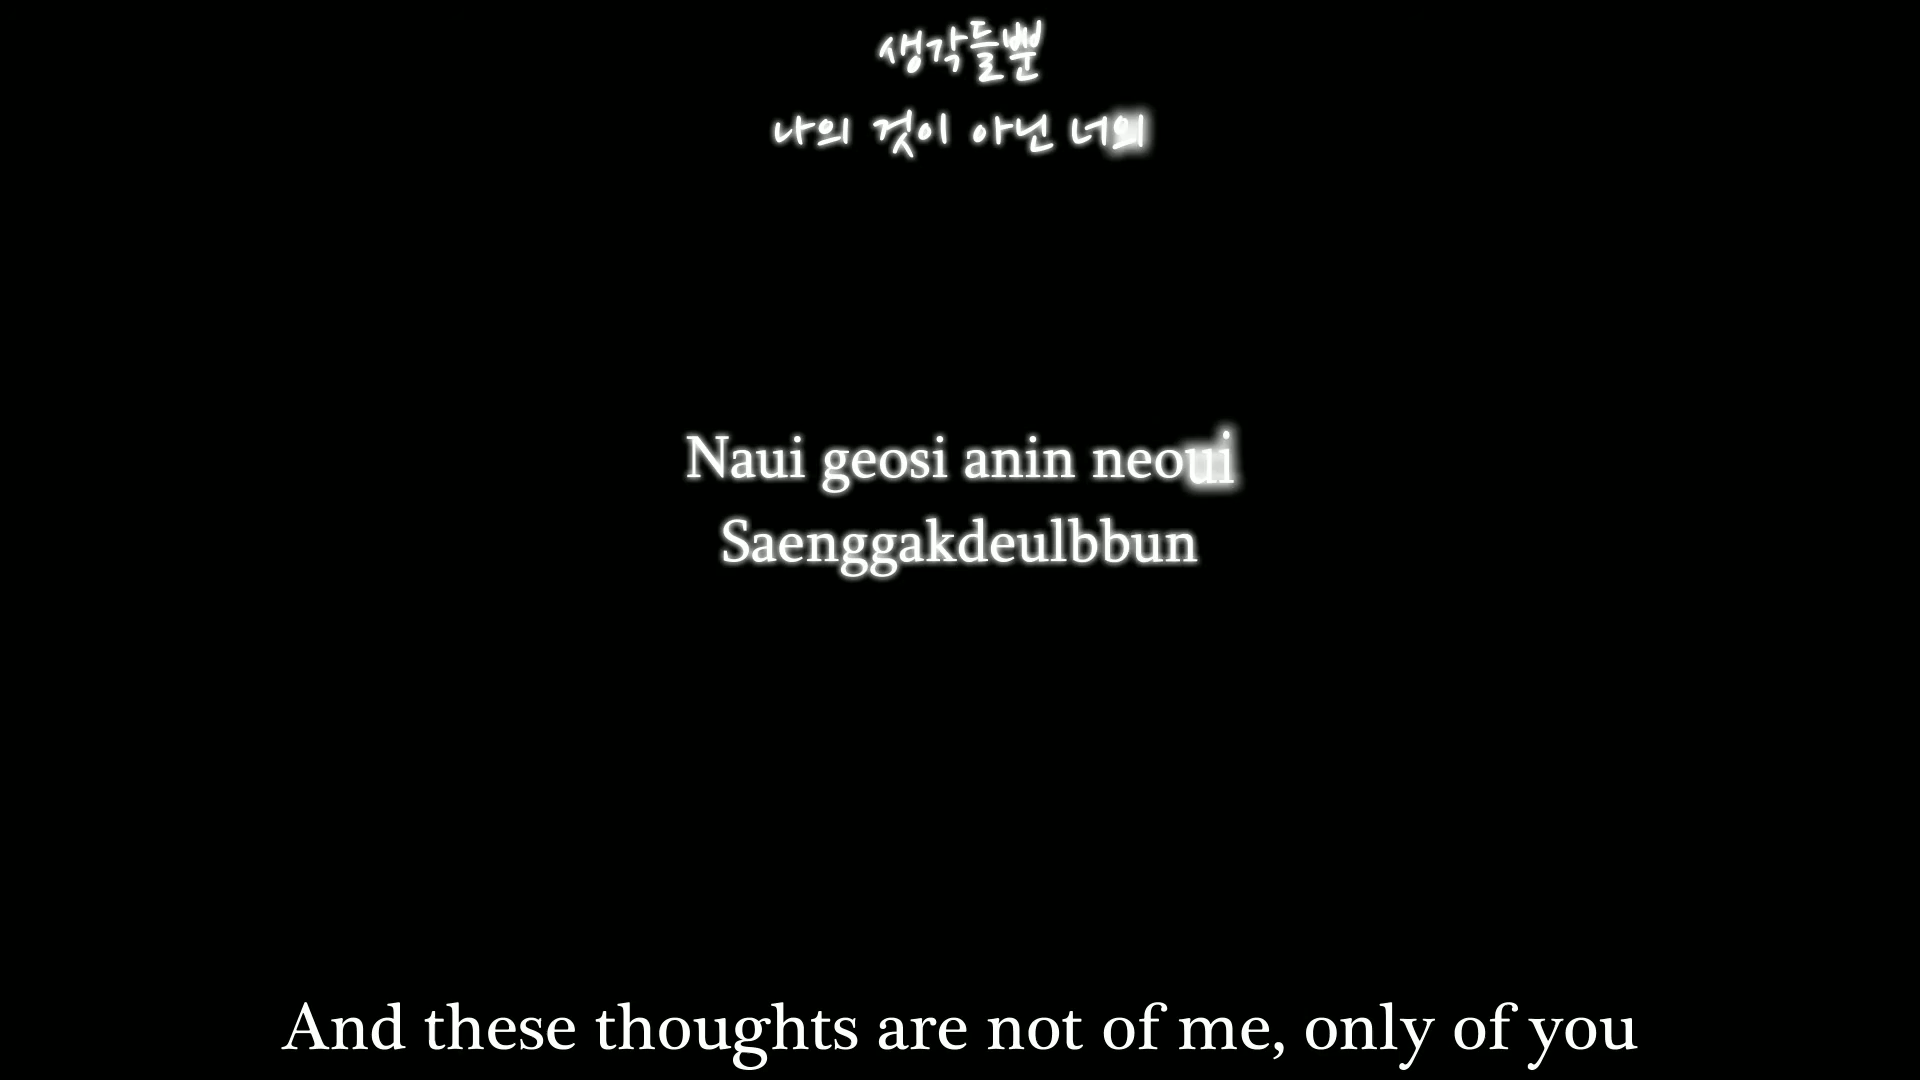 생각들뿐
나의 것이 아닌 너의
Naui geosi anin neoui
Saenggakdeulbbun
And these thoughts are not of me, only of you